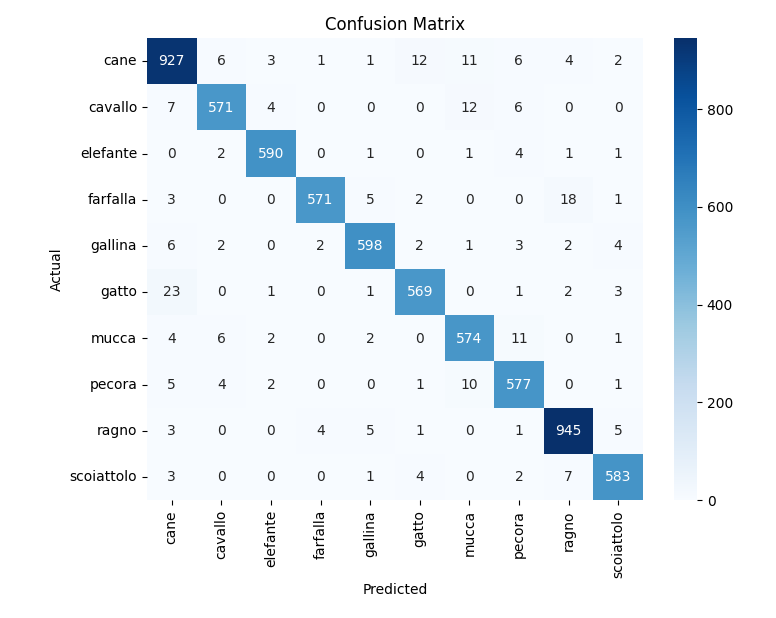 Confusion Matrix
cane 927 6 3 1 1 12 11 6 4 2
cavallo 7 571 4 0 0 0 12 6 0 0
elefante 0 2 590 0 1 0 1 4 1 1
farfalla 3 0 0 571 5 2 0 0 18 1
gallina 6 2 0 2 598 2 1 3 2 4
gatto 23 0 1 0 1 569 0 1 2 3
mucca 4 6 2 0 2 0 574 11 0 1
pecora 5 4 2 0 0 1 10 577 0 1
ragno 3 0 0 4 5 1 0 1 945 5
scoiattolo 3 0 0 0 1 4 0 2 7 583
cane cavallo elefante farfalla gallina gatto mucca pecora ragno scoiattolo
Predicted
Actual
800
600
400
200
0